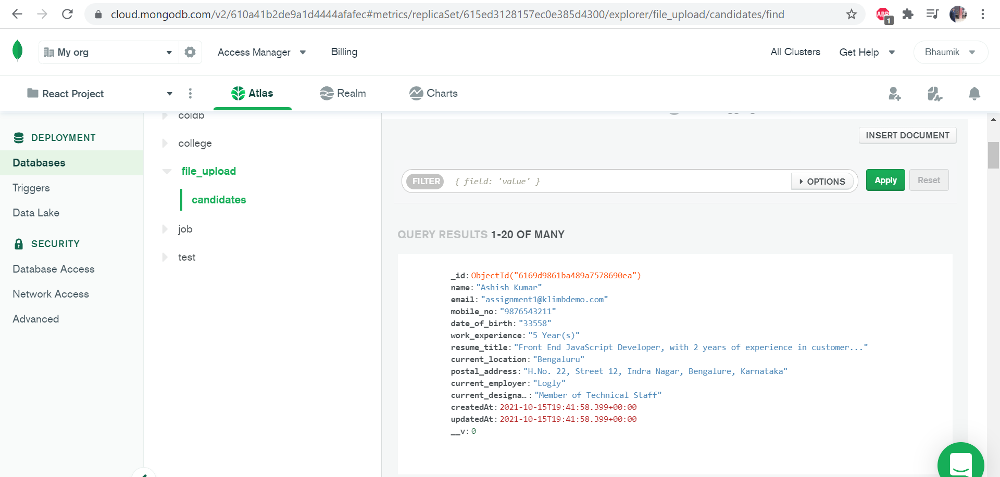 cloud.mongodb.com/v2/610a41b2de9a1d4444afafec#metrics/replicaSet/615ed3128157ec0e385d4300/explorer/file_upload/candidates/find
ABP
1
My org
Access Manager
Billing
All Clusters
Get Help
Bhaumik
React Project
Atlas
Realm
Charts
DEPLOYMENT
Databases
Triggers
Data Lake
SECURITY
Database Access
Network Access
Advanced
coldb
college
file_upload
candidates
job
test
INSERT DOCUMENT
FILTER { field: 'value' }
OPTIONS
Apply
Reset
QUERY RESULTS 1-20 OF MANY
_id: ObjectId("6169d9861ba489a7578690ea")
name: "Ashish Kumar"
email: "assignment1@klimbdemo.com"
mobile_no: "9876543211"
date_of_birth: "33558"
work_experience: "5 Year(s)"
resume_title: "Front End JavaScript Developer, with 2 years of experience in customer..."
current_location: "Bengaluru"
postal_address: "H.No. 22, Street 12, Indra Nagar, Bengalure, Karnataka"
current_employer: "Logly"
current_designa…: "Member of Technical Staff"
createdAt: 2021-10-15T19:41:58.399+00:00
updatedAt: 2021-10-15T19:41:58.399+00:00
__v: 0